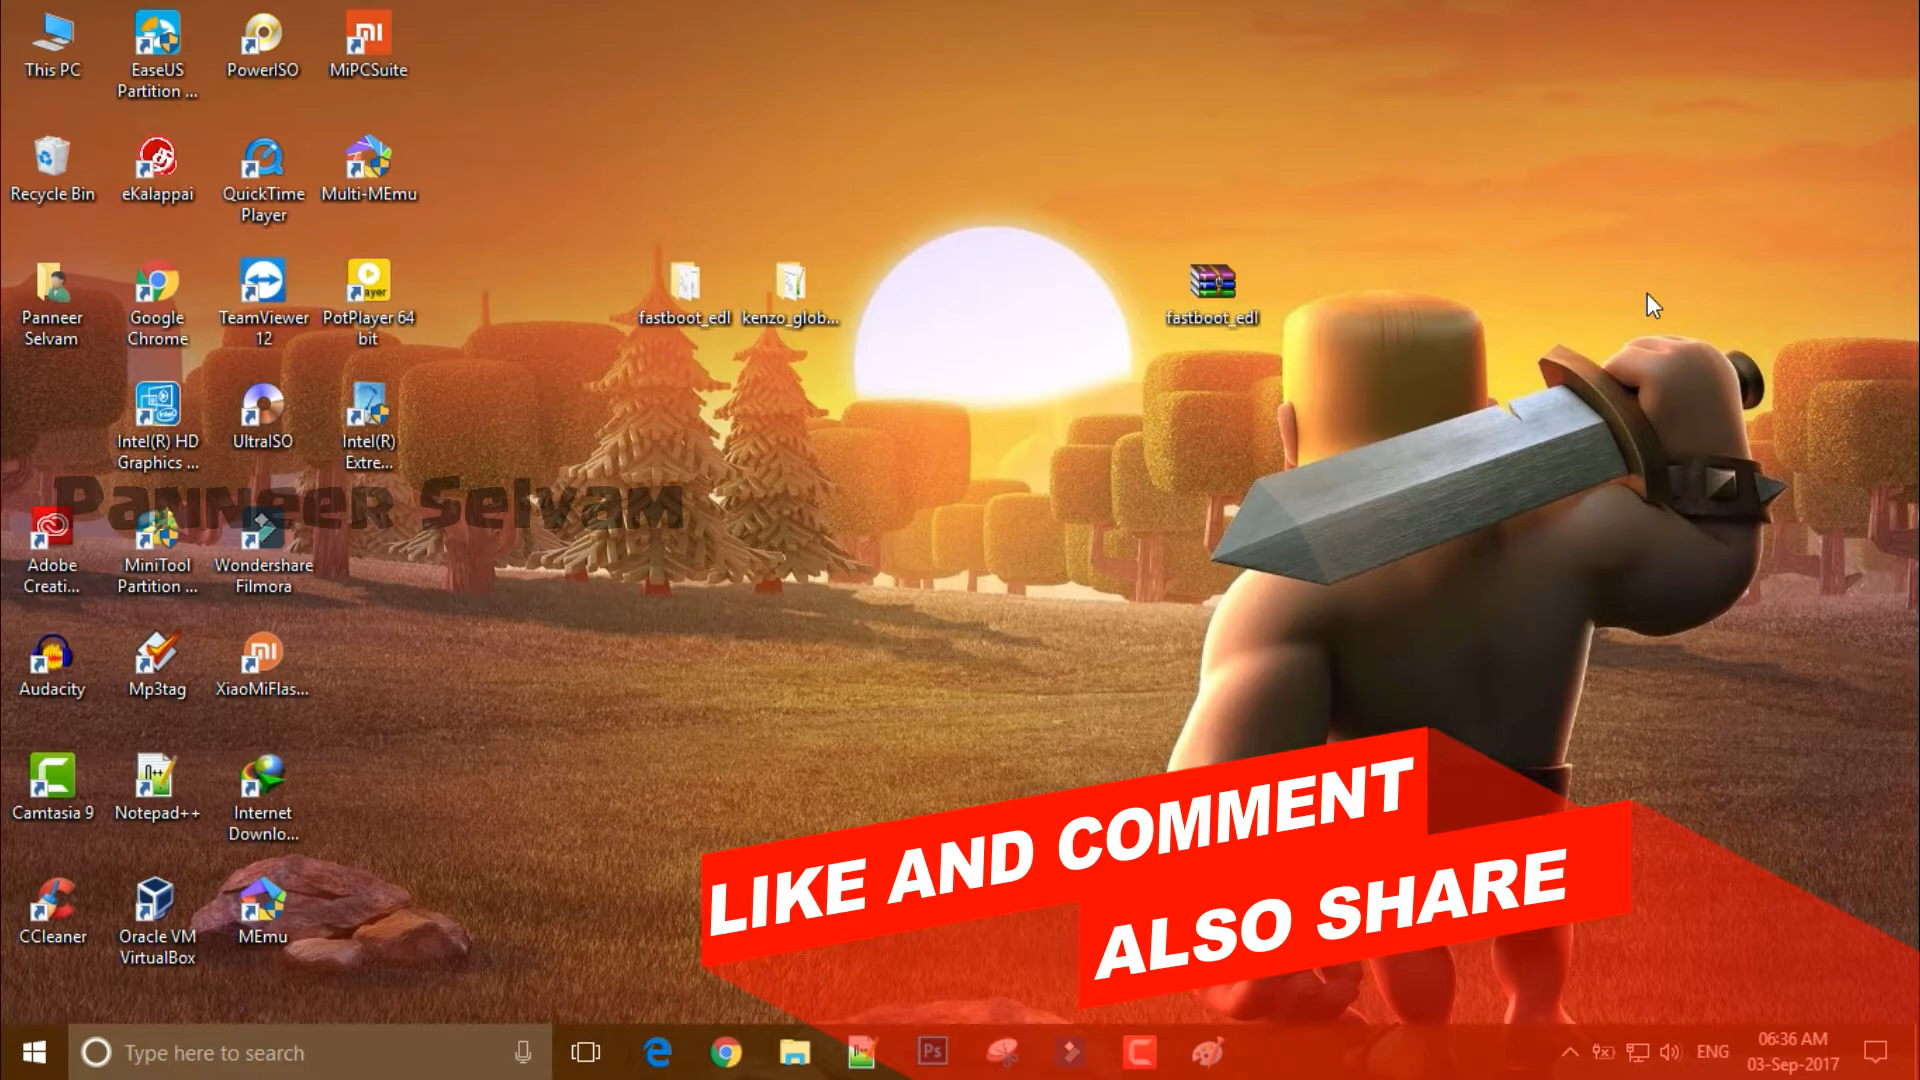 This PC
EaseUS
Partition ...
PowerISO
MiPCSuite
Recycle Bin
eKalappai
QuickTime
Player
Multi-MEmu
Panneer
Selvam
Google
Chrome
TeamViewer
12
PotPlayer 64
bit
fastboot_edl
kenzo_glob...
fastboot_edl
Intel(R) HD
Graphics ...
UltraISO
Intel(R)
Extre...
Panneer Selvam
Adobe
Creati...
MiniTool
Partition ...
Wondershare
Filmora
Audacity
Mp3tag
XiaoMiFlas...
Camtasia 9
Notepad++
Internet
Downlo...
CCleaner
Oracle VM
VirtualBox
MEmu
LIKE AND COMMENT
ALSO SHARE
Type here to search
Ps
ENG
06:36 AM
03-Sep-2017